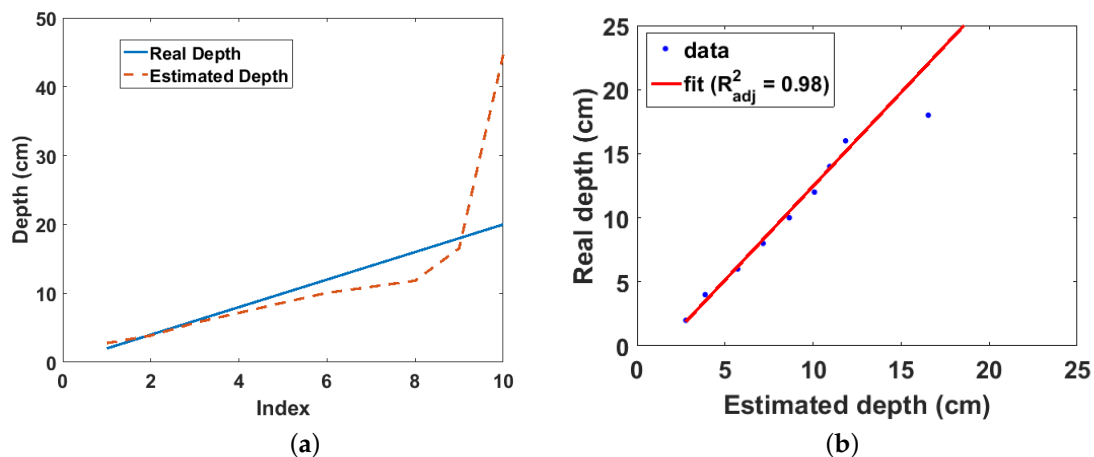 50
40
30
20
10
0
Depth (cm)
Real Depth
Estimated Depth
0 2 4 6 8 10
Index
(a)
25
20
15
10
5
0
Real depth (cm)
data
fit (R²adj = 0.98)
0 5 10 15 20 25
Estimated depth (cm)
(b)